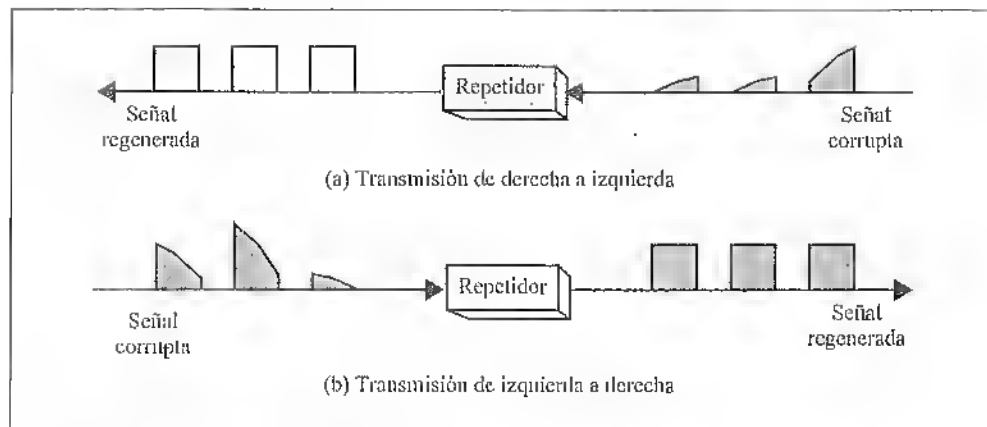 Repetidor
Señal
regenerada
Señal
corrupta
(a) Transmisión de derecha a izquierda
Señal
corrupta
Repetidor
Señal
regenerada
(b) Transmisión de izquierda a derecha